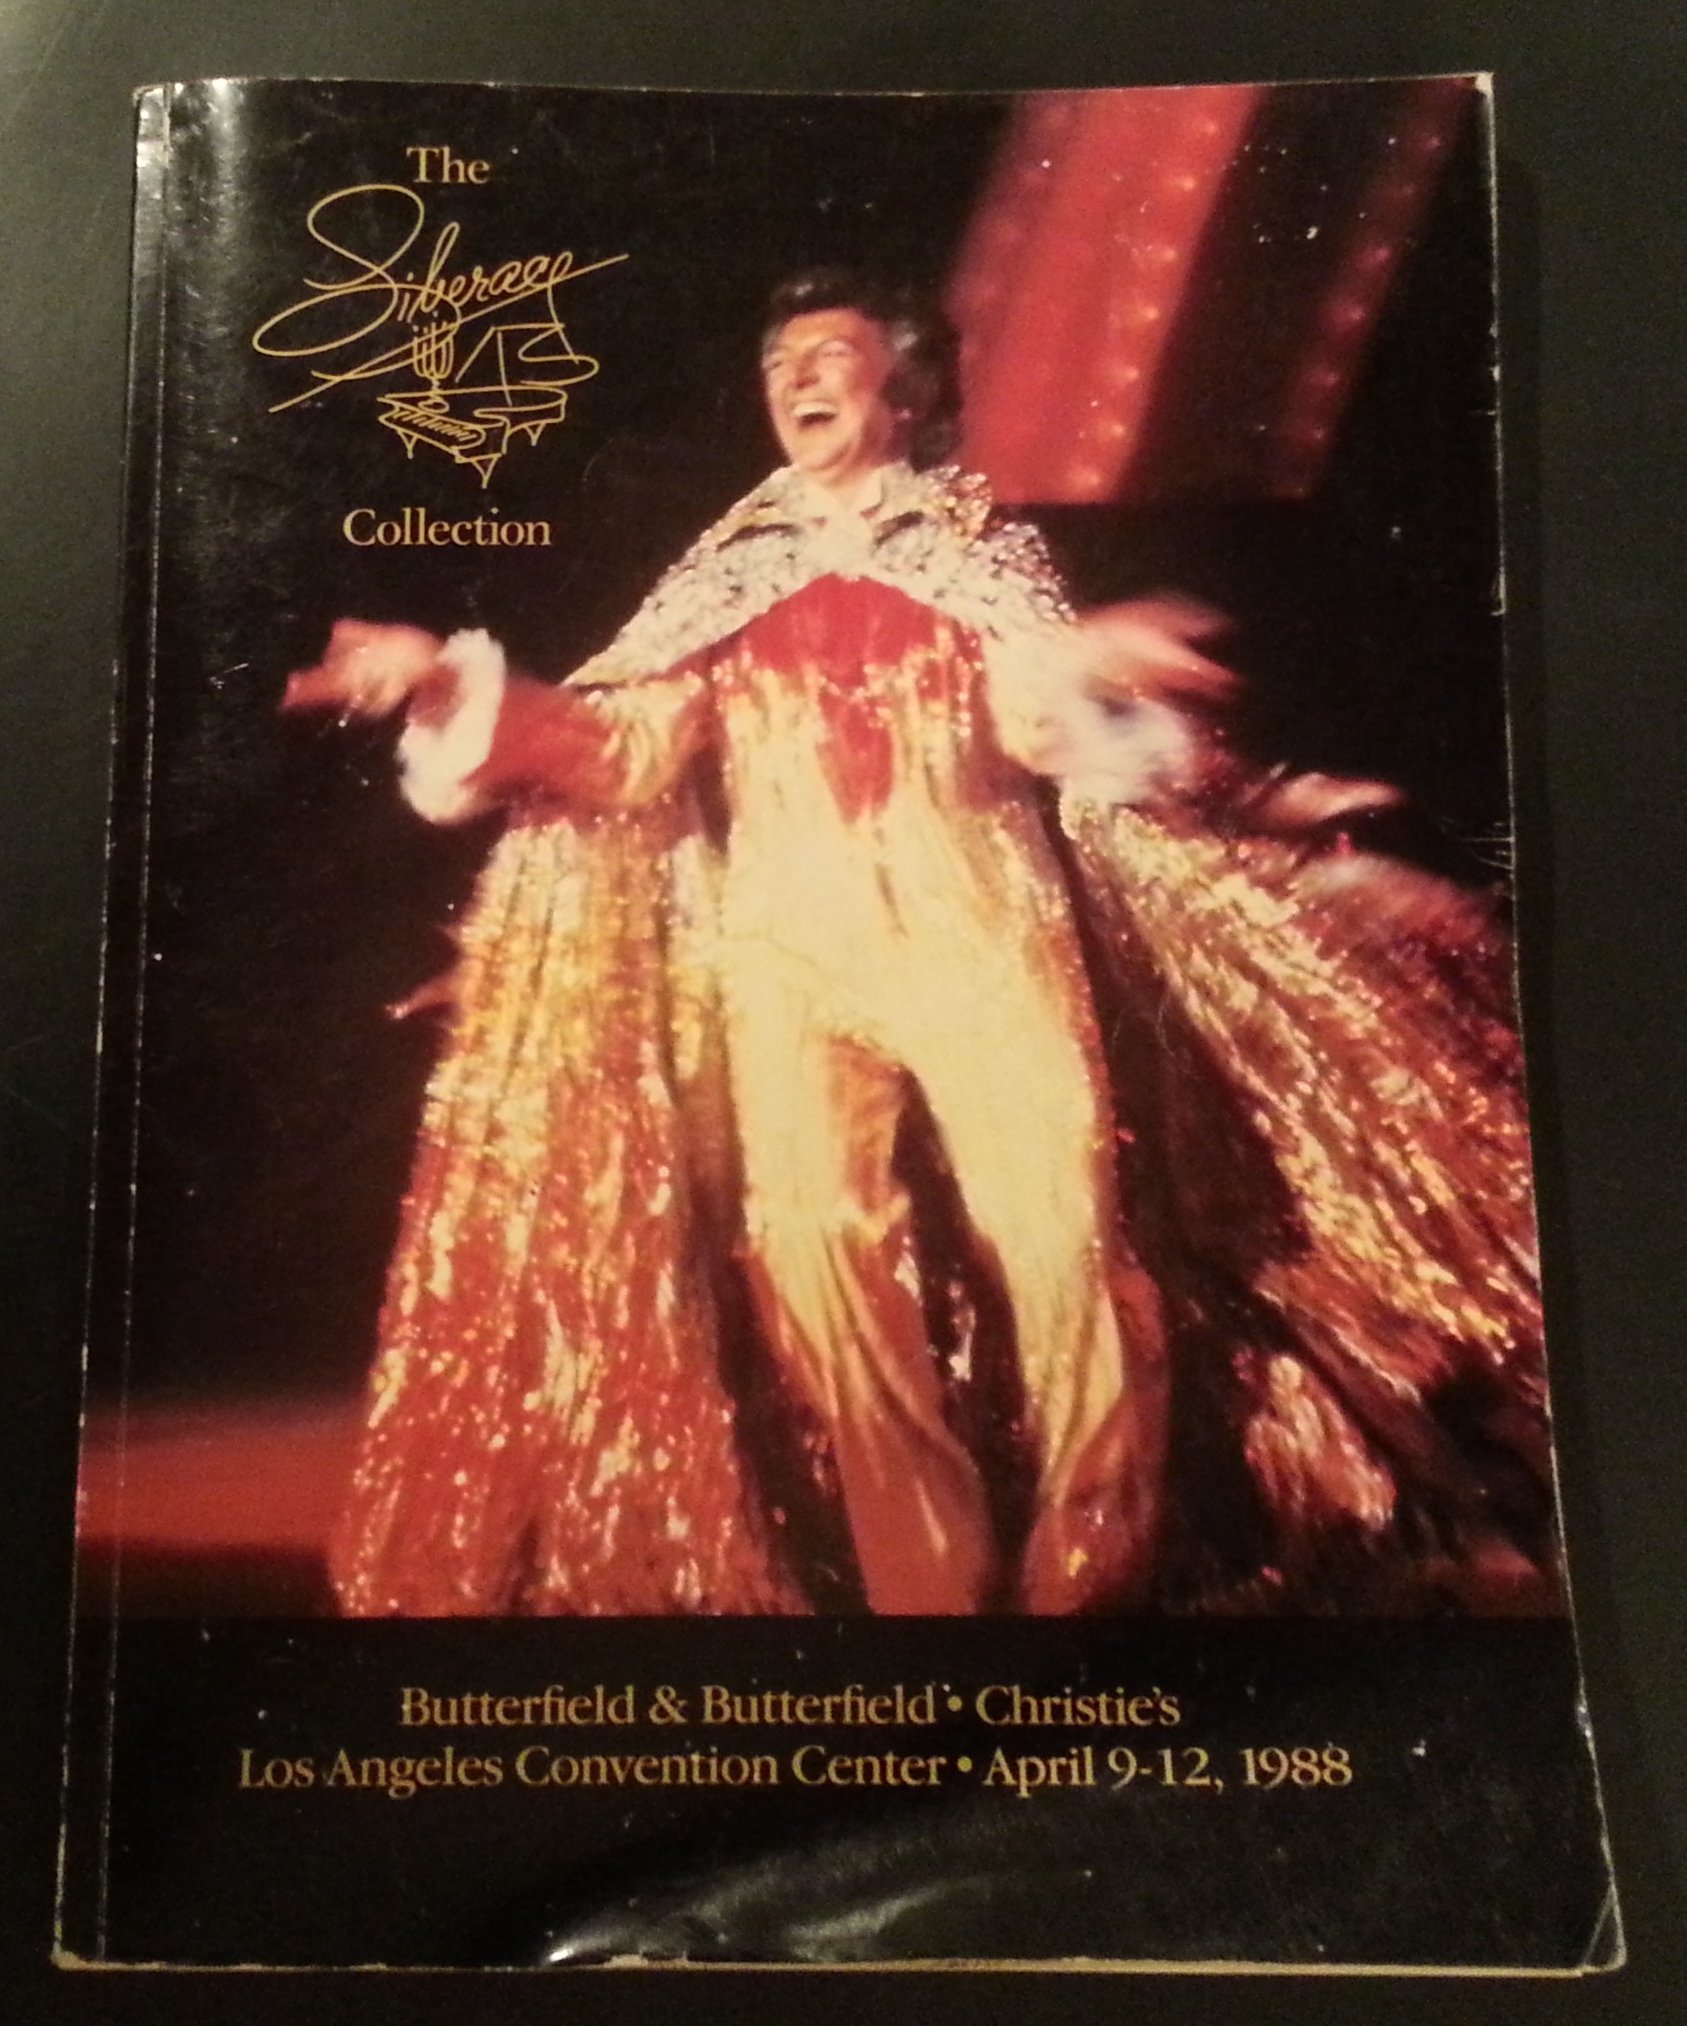 The
Liberace
Collection
Butterfield & Butterfield • Christie's
Los Angeles Convention Center • April 9-12, 1988